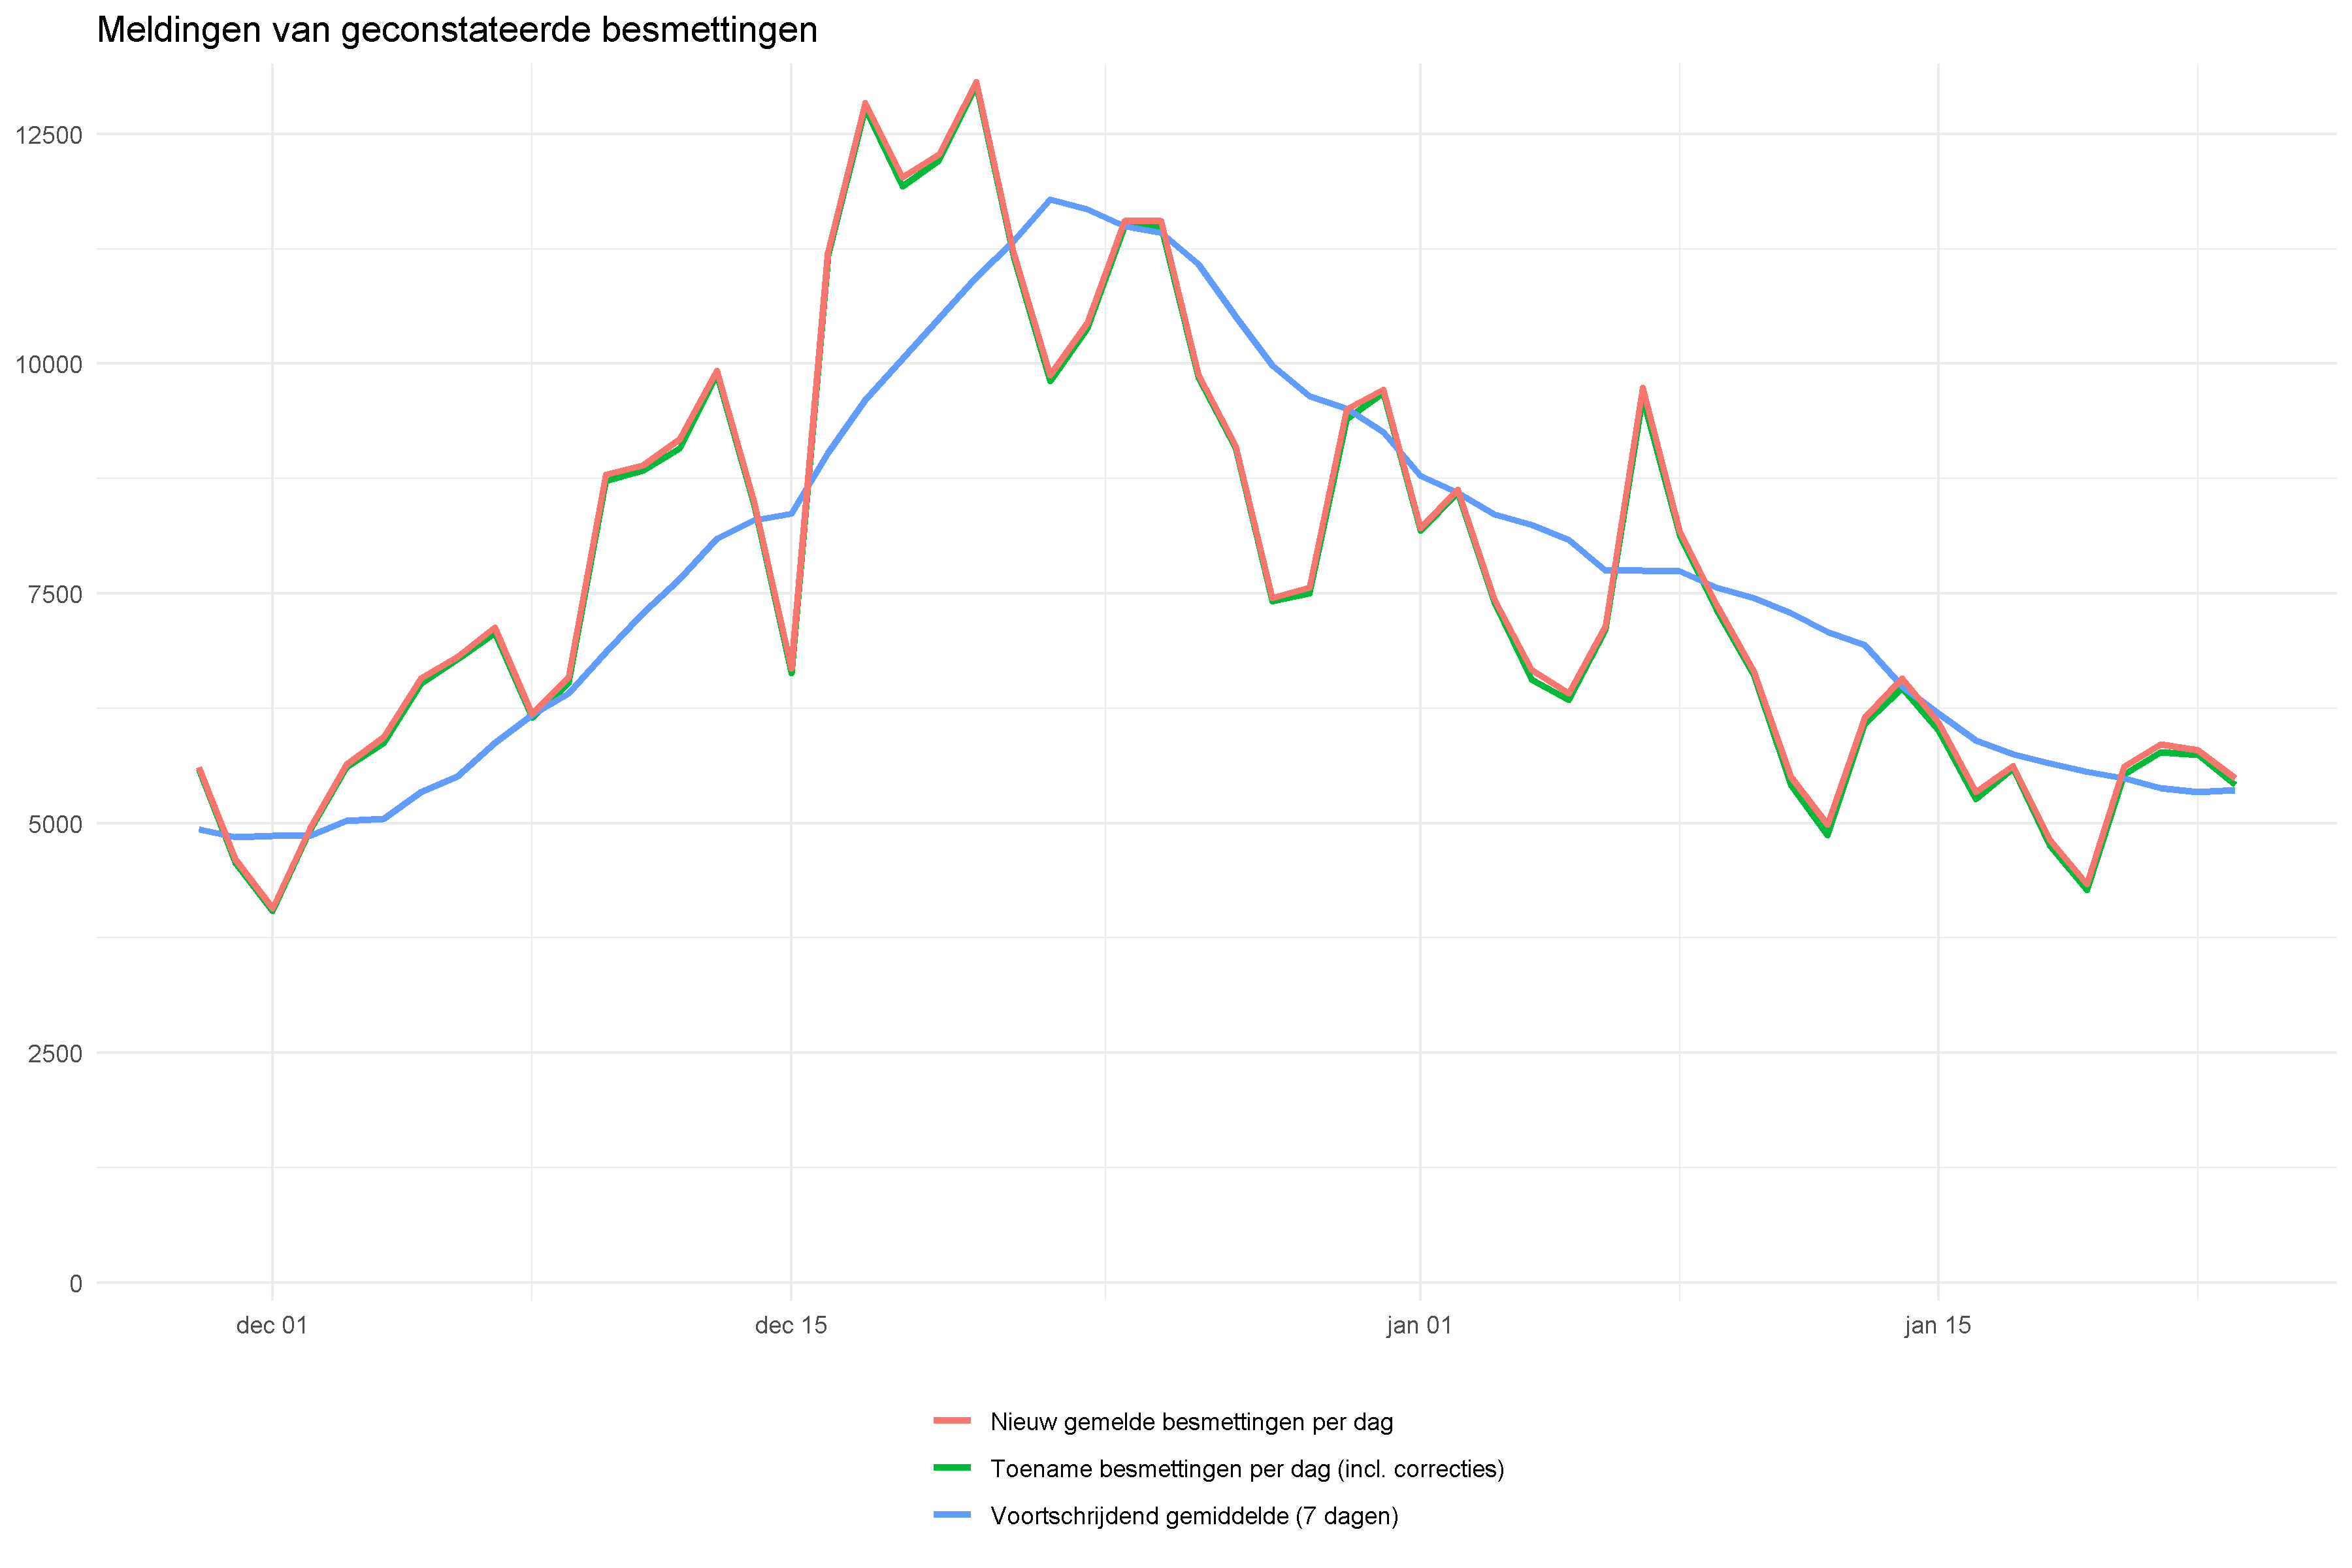 Meldingen van geconstateerde besmettingen
12500
10000
7500
5000
2500
0
dec 01 dec 15 jan 01 jan 15
Nieuw gemelde besmettingen per dag
Toename besmettingen per dag (incl. correcties)
Voortschrijdend gemiddelde (7 dagen)